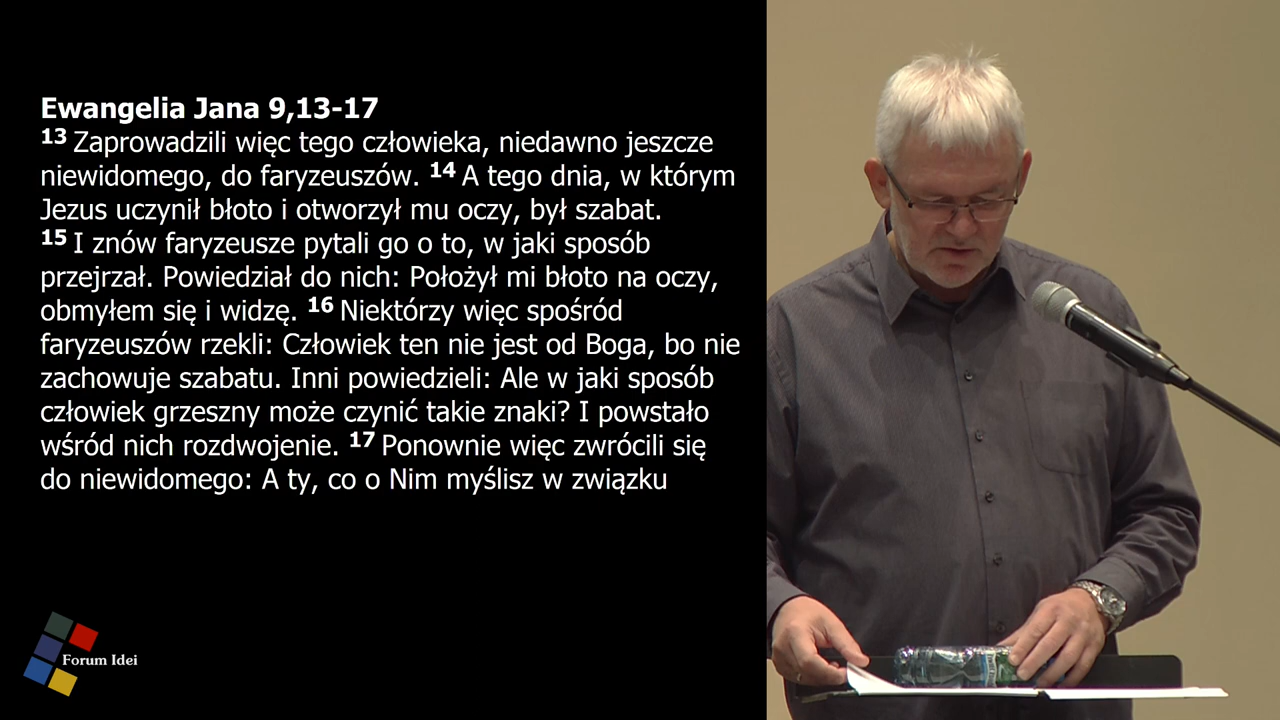 Ewangelia Jana 9,13-17
13 Zaprowadzili więc tego człowieka, niedawno jeszcze
niewidomego, do faryzeuszów. 14 A tego dnia, w którym
Jezus uczynił błoto i otworzył mu oczy, był szabat.
15 I znów faryzeusze pytali go o to, w jaki sposób
przejrzał. Powiedział do nich: Położył mi błoto na oczy,
obmyłem się i widzę. 16 Niektórzy więc spośród
faryzeuszów rzekli: Człowiek ten nie jest od Boga, bo nie
zachowuje szabatu. Inni powiedzieli: Ale w jaki sposób
człowiek grzeszny może czynić takie znaki? I powstało
wśród nich rozdwojenie. 17 Ponownie więc zwrócili się
do niewidomego: A ty, co o Nim myślisz w związku
Forum Idei